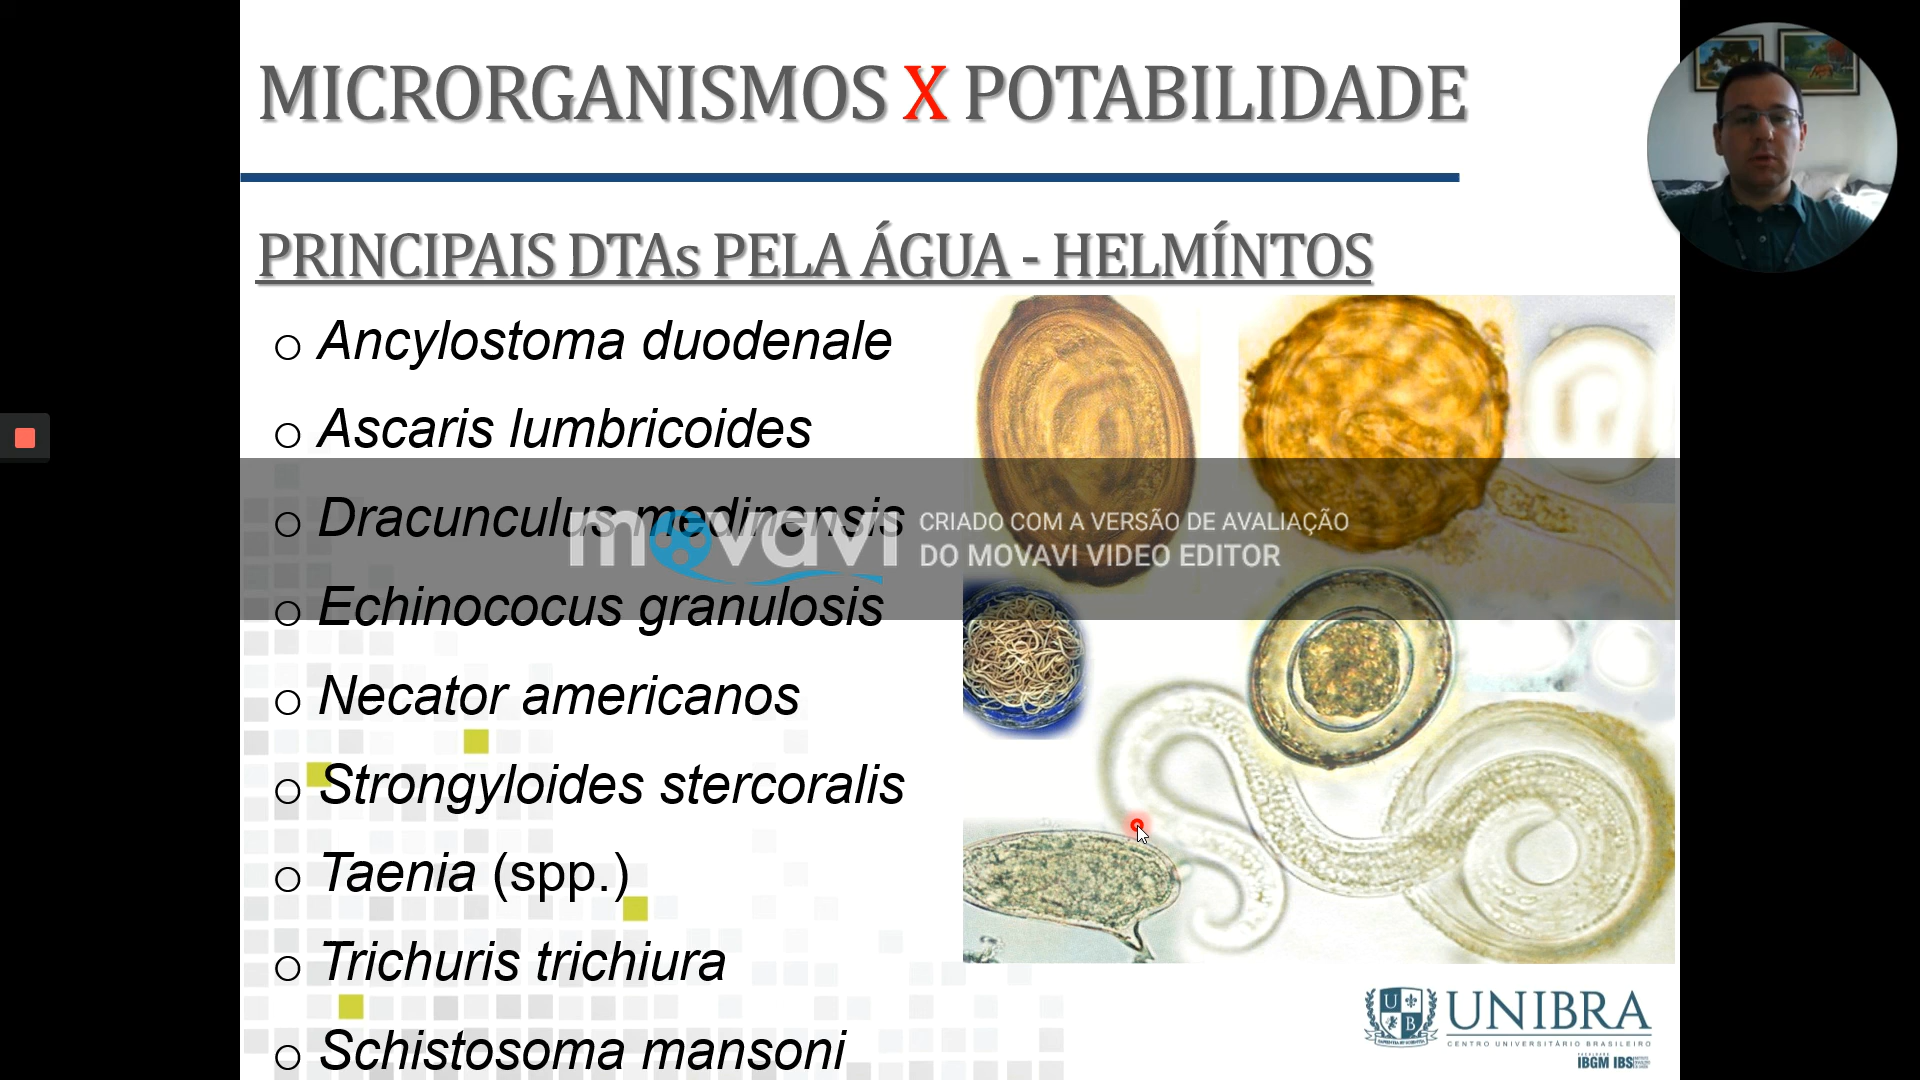 MICRORGANISMOS X POTABILIDADE
PRINCIPAIS DTAs PELA ÁGUA - HELMÍNTOS
Ancylostoma duodenale
Ascaris lumbricoides
Dracunculus medinensis
Echinococus granulosis
Necator americanos
Strongyloides stercoralis
Taenia (spp.)
Trichuris trichiura
Schistosoma mansoni
movavi
CRIADO COM A VERSÃO DE AVALIAÇÃO
DO MOVAVI VIDEO EDITOR
U
B
UNIBRA
CENTRO UNIVERSITÁRIO BRASILEIRO
IBGM IBS